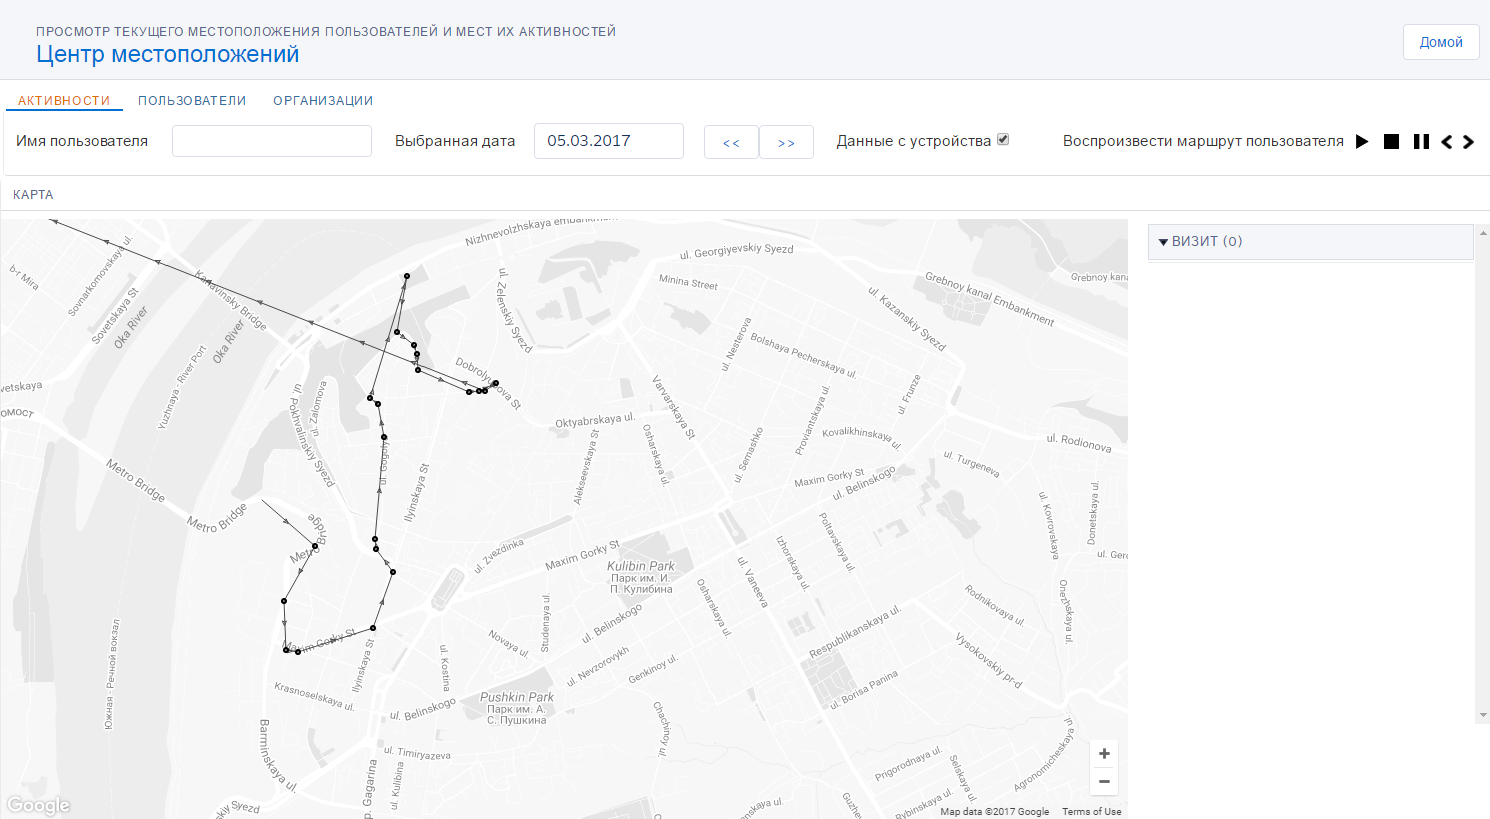 ПРОСМОТР ТЕКУЩЕГО МЕСТОПОЛОЖЕНИЯ ПОЛЬЗОВАТЕЛЕЙ И МЕСТ ИХ АКТИВНОСТЕЙ
Центр местоположений
Домой
АКТИВНОСТИ ПОЛЬЗОВАТЕЛИ ОРГАНИЗАЦИИ
Имя пользователя Выбранная дата 05.03.2017 << >> Данные с устройства Воспроизвести маршрут пользователя
КАРТА
ВИЗИТ (0)
Nizhnevolzhskaya embankment
ul. Georgiyevskiy Syezd
b-r Mira
Sovnarkomovskaya ul.
Sovetskaya St
Oka River
Kanavinsky Bridge
Oka River
ul. Zelenskiy Syezd
Minina Street
ul. Kazanskiy Syezd
Grebnoy kanal Embankment
Grebnoy kanal
Yuzhnaya - River Port
ul. Nesterova
Bolshaya Pecherskaya ul.
Dobrolyubova St
ul. Pokhvalinskiy Syezd
ul. Zalomova
Varvarskaya St
ul. Frunze
Oktyabrskaya ul.
Osharskaya ul.
ul. Semashko
Proviantskaya ul.
Kovalikhinskaya ul.
ul. Rodionova
ul. Turgeneva
Metro Bridge
Metro Bridge
Metro Bridge
ul. Gogolya
Ilyinskaya St
Alekseevskaya St
Maxim Gorky St
ul. Belinskogo
Poltavskaya ul.
Izhorskaya ul.
ul. Kovrovskaya
Donetskaya ul.
ul. Zvezdinka
Maxim Gorky St
Kulibin Park
Парк им. И.
П. Кулибина
ul. Vaneeva
Osharskaya ul.
Onezhskaya ul.
Rodnikovaya ul.
Respublikanskaya ul.
Vysokovskiy pr-d
Studenaya ul.
ul. Belinskogo
Novaya ul.
ul. Nevzorovykh
Genkinoy ul.
Maxim Gorky St
Ilyinskaya St
ul. Kostina
Krasnoselskaya ul.
ul. Belinskogo
Pushkin Park
Парк им. А.
С. Пушкина
ul. Borisa Panina
Chachinoy ul.
Южная - Речной вокзал
Barminskaya ul.
ul. Timiryazeva
ul. Kulibina
p. Gagarina
Prigorodnaya ul.
Selskaya ul.
Agronomicheskaya ul.
Rybinskaya ul.
Google
Map data ©2017 Google Terms of Use